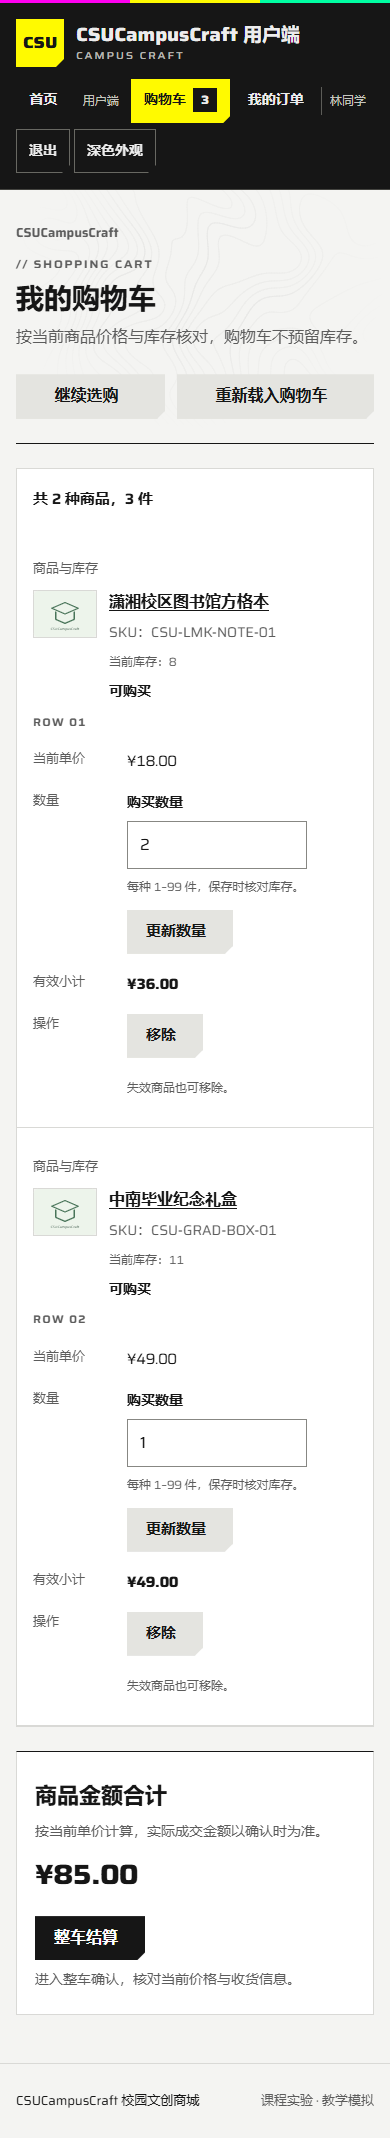 CSU
CSUCampusCraft 用户端
CAMPUS CRAFT
首页 用户端 购物车 3 我的订单 林同学
退出 深色外观
CSUCampusCraft
// SHOPPING CART
我的购物车
按当前商品价格与库存核对，购物车不预留库存。
继续选购 重新载入购物车
共 2 种商品，3 件
商品与库存
潇湘校区图书馆方格本
SKU：CSU-LMK-NOTE-01
当前库存：8
可购买
ROW 01
当前单价 ¥18.00
数量 购买数量
2
每种 1-99 件，保存时核对库存。
更新数量
有效小计 ¥36.00
操作 移除
失效商品也可移除。
商品与库存
中南毕业纪念礼盒
SKU：CSU-GRAD-BOX-01
当前库存：11
可购买
ROW 02
当前单价 ¥49.00
数量 购买数量
1
每种 1-99 件，保存时核对库存。
更新数量
有效小计 ¥49.00
操作 移除
失效商品也可移除。
商品金额合计
按当前单价计算，实际成交金额以确认时为准。
¥85.00
整车结算
进入整车确认，核对当前价格与收货信息。
CSUCampusCraft 校园文创商城 课程实验 · 教学模拟